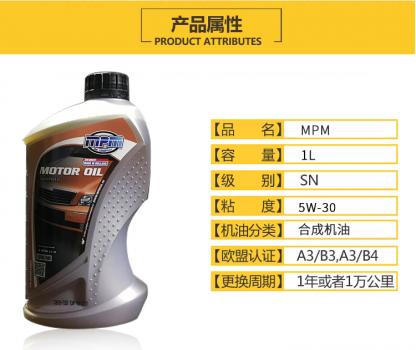 产品属性
PRODUCT ATTRIBUTES
MPM
MOTOR OIL
【品 名】 MPM
【容 量】 1L
【级 别】 SN
【粘 度】 5W-30
【机油分类】 合成机油
【欧盟认证】 A3/B3,A3/B4
【更换周期】 1年或者1万公里